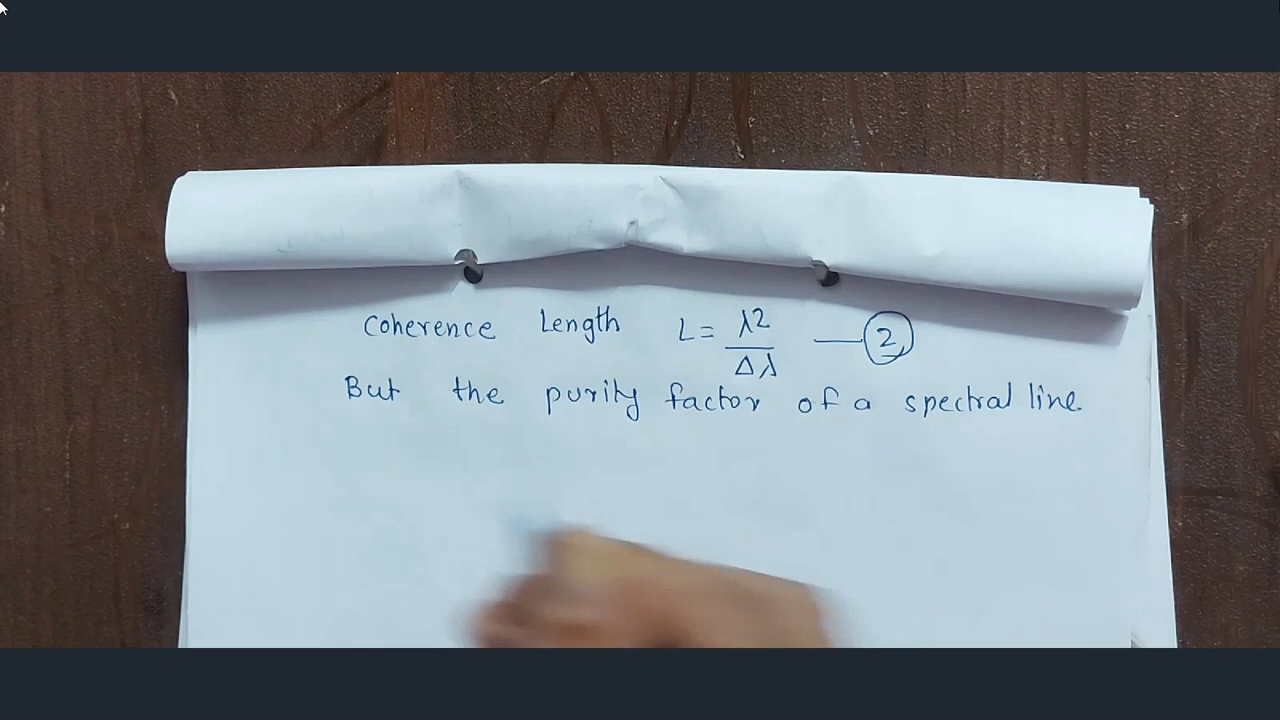 Coherence Length L = λ2 / Δλ — 2
But the purity factor of a spectral line